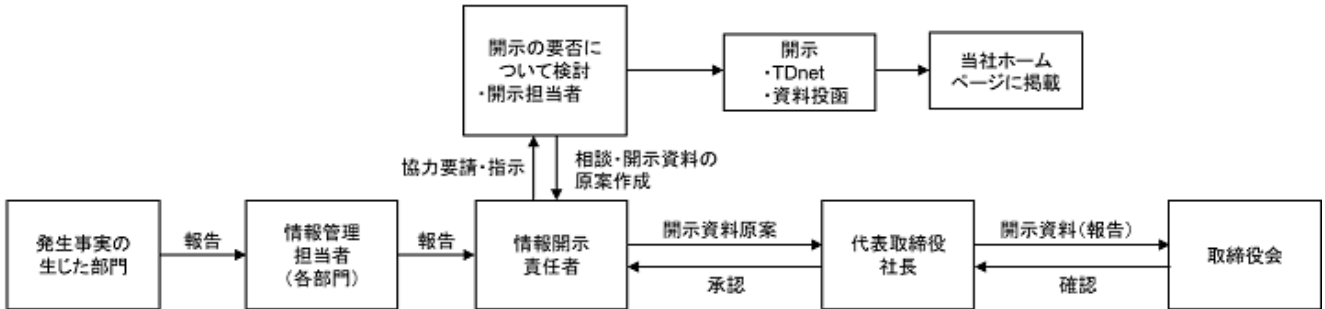 開示の要否に
ついて検討
・開示担当者
開示
・TDnet
・資料投函
当社ホーム
ページに掲載
協力要請・指示
相談・開示資料の
原案作成
発生事実の
生じた部門
報告
情報管理
担当者
（各部門）
報告
情報開示
責任者
開示資料原案
承認
代表取締役
社長
開示資料（報告）
確認
取締役会